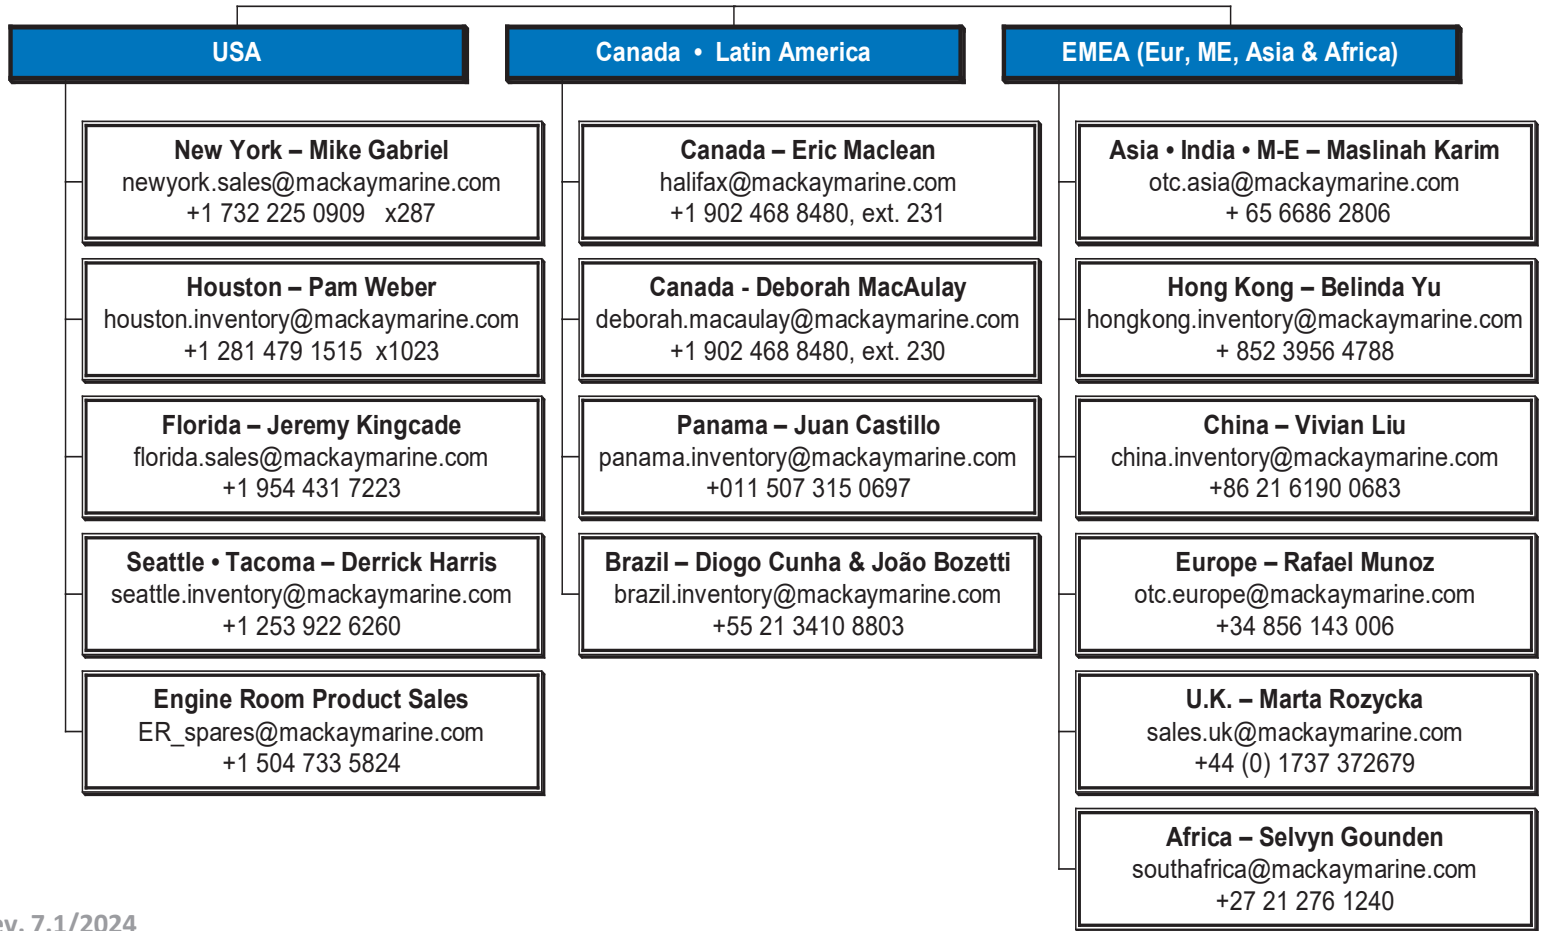 USA
New York – Mike Gabriel
newyork.sales@mackaymarine.com
+1 732 225 0909 x287
Houston – Pam Weber
houston.inventory@mackaymarine.com
+1 281 479 1515 x1023
Florida – Jeremy Kingcade
florida.sales@mackaymarine.com
+1 954 431 7223
Seattle • Tacoma – Derrick Harris
seattle.inventory@mackaymarine.com
+1 253 922 6260
Engine Room Product Sales
ER_spares@mackaymarine.com
+1 504 733 5824
Canada • Latin America
Canada – Eric Maclean
halifax@mackaymarine.com
+1 902 468 8480, ext. 231
Canada - Deborah MacAulay
deborah.macaulay@mackaymarine.com
+1 902 468 8480, ext. 230
Panama – Juan Castillo
panama.inventory@mackaymarine.com
+011 507 315 0697
Brazil – Diogo Cunha & João Bozetti
brazil.inventory@mackaymarine.com
+55 21 3410 8803
EMEA (Eur, ME, Asia & Africa)
Asia • India • M-E – Maslinah Karim
otc.asia@mackaymarine.com
+ 65 6686 2806
Hong Kong – Belinda Yu
hongkong.inventory@mackaymarine.com
+ 852 3956 4788
China – Vivian Liu
china.inventory@mackaymarine.com
+86 21 6190 0683
Europe – Rafael Munoz
otc.europe@mackaymarine.com
+34 856 143 006
U.K. – Marta Rozycka
sales.uk@mackaymarine.com
+44 (0) 1737 372679
Africa – Selvyn Gounden
southafrica@mackaymarine.com
+27 21 276 1240
7.1/2024